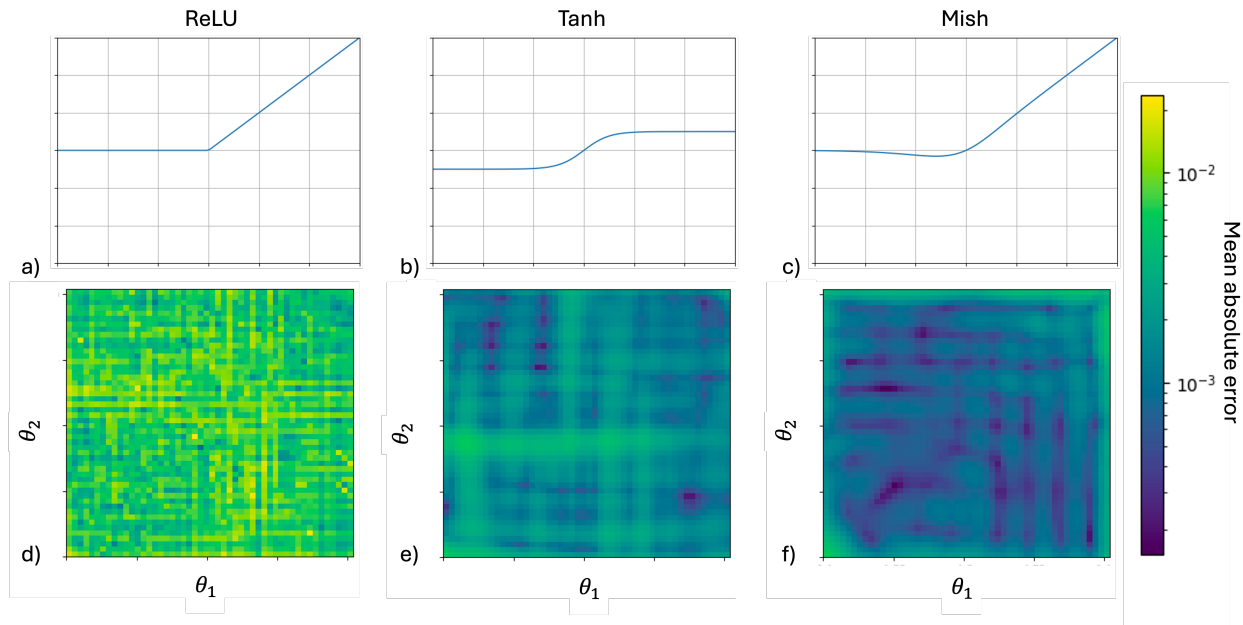 ReLU
Tanh
Mish
a)
b)
c)
10⁻²
10⁻³
Mean absolute error
θ₂
d)
θ₁
θ₂
e)
θ₁
θ₂
f)
θ₁